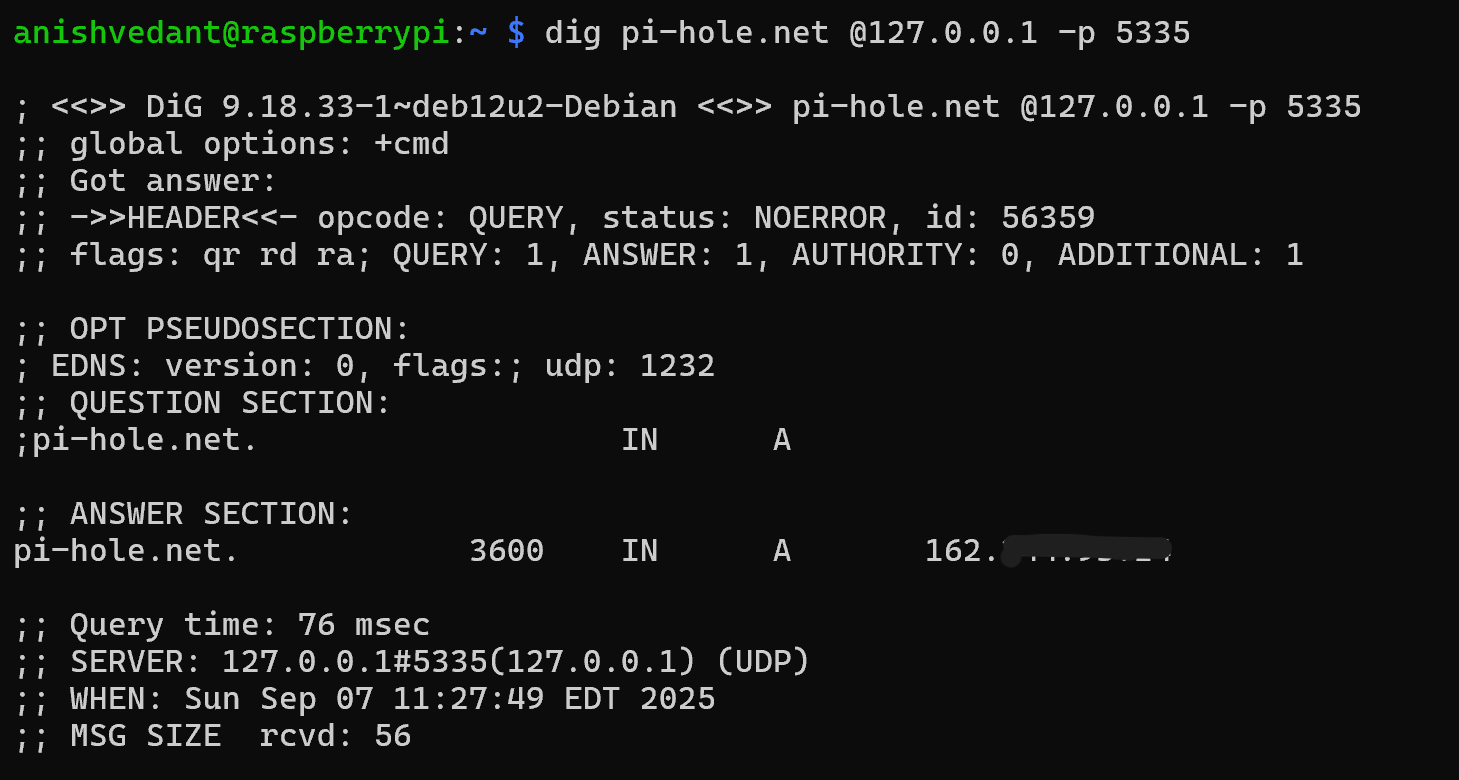 anishvedant@raspberrypi:~ $ dig pi-hole.net @127.0.0.1 -p 5335
; <<>> DiG 9.18.33-1~deb12u2-Debian <<>> pi-hole.net @127.0.0.1 -p 5335
;; global options: +cmd
;; Got answer:
;; ->>HEADER<<- opcode: QUERY, status: NOERROR, id: 56359
;; flags: qr rd ra; QUERY: 1, ANSWER: 1, AUTHORITY: 0, ADDITIONAL: 1
;; OPT PSEUDOSECTION:
; EDNS: version: 0, flags:; udp: 1232
;; QUESTION SECTION:
;pi-hole.net. IN A
;; ANSWER SECTION:
pi-hole.net. 3600 IN A 162.
;; Query time: 76 msec
;; SERVER: 127.0.0.1#5335(127.0.0.1) (UDP)
;; WHEN: Sun Sep 07 11:27:49 EDT 2025
;; MSG SIZE  rcvd: 56